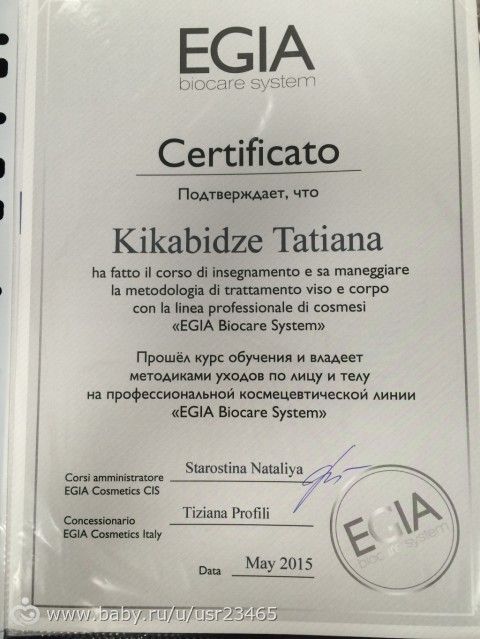 EGIA
biocare system
Certificato
Подтверждает, что
Kikabidze Tatiana
ha fatto il corso di insegnamento e sa maneggiare
la metodologia di trattamento viso e corpo
con la linea professionale di cosmesi
«EGIA Biocare System»
Прошёл курс обучения и владеет
методиками уходов по лицу и телу
на профессиональной космецевтической линии
«EGIA Biocare System»
Corsi amministratore
EGIA Cosmetics CIS
Starostina Nataliya
Concessionario
EGIA Cosmetics Italy
Tiziana Profili
Data May 2015
EGIA
biocare system
www.baby.ru/u/usr23465